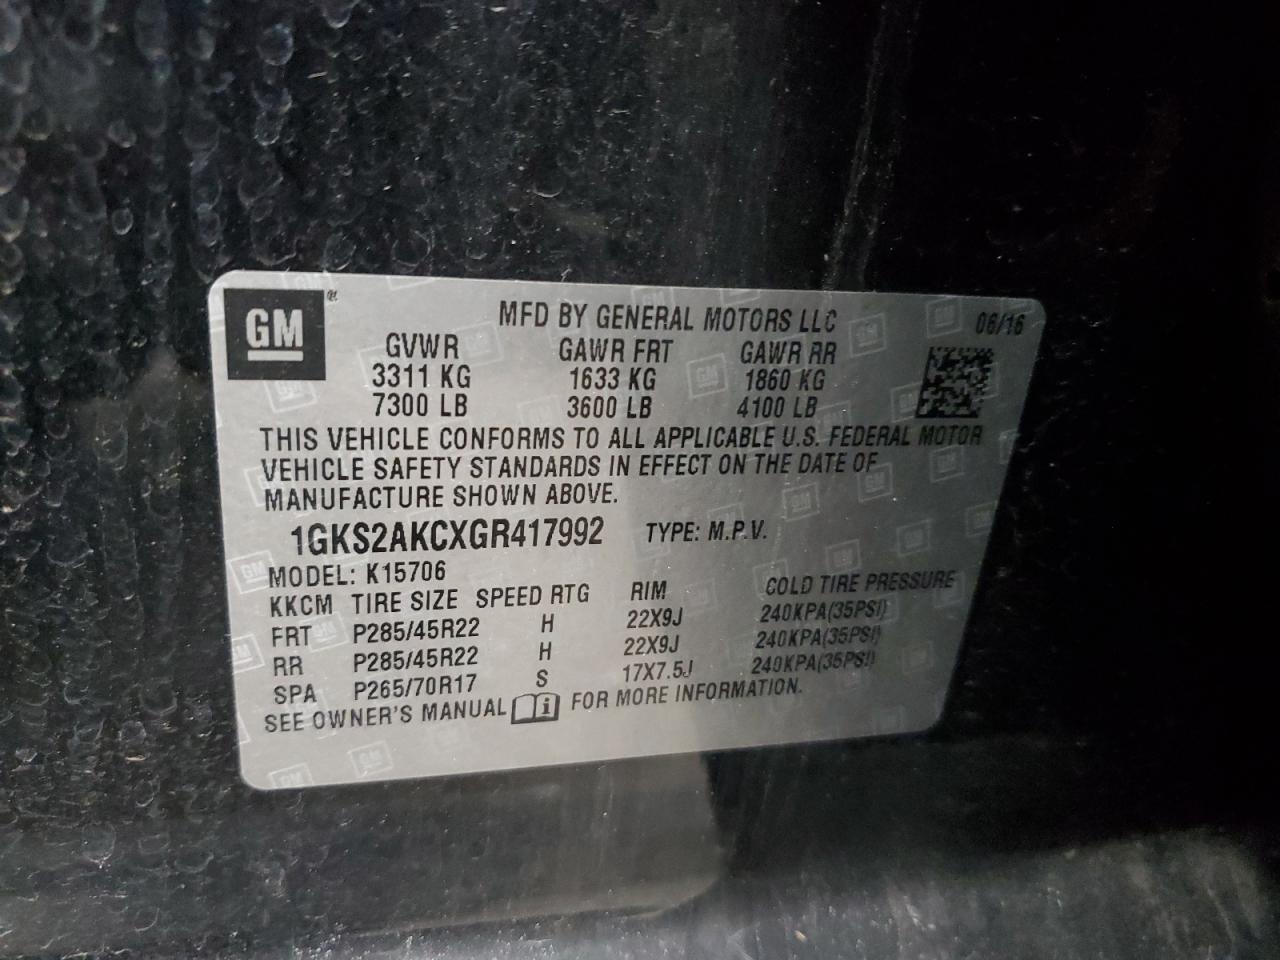 GM ®
MFD BY GENERAL MOTORS LLC 06/16
GVWR GAWR FRT GAWR RR
3311 KG 1633 KG 1860 KG
7300 LB 3600 LB 4100 LB
THIS VEHICLE CONFORMS TO ALL APPLICABLE U.S. FEDERAL MOTOR
VEHICLE SAFETY STANDARDS IN EFFECT ON THE DATE OF
MANUFACTURE SHOWN ABOVE.
1GKS2AKCXGR417992 TYPE: M.P.V.
MODEL: K15706
KKCM TIRE SIZE SPEED RTG RIM COLD TIRE PRESSURE
FRT P285/45R22 H 22X9J 240KPA(35PSI)
RR P285/45R22 H 22X9J 240KPA(35PSI)
SPA P265/70R17 S 17X7.5J 240KPA(35PSI)
SEE OWNER'S MANUAL i FOR MORE INFORMATION.